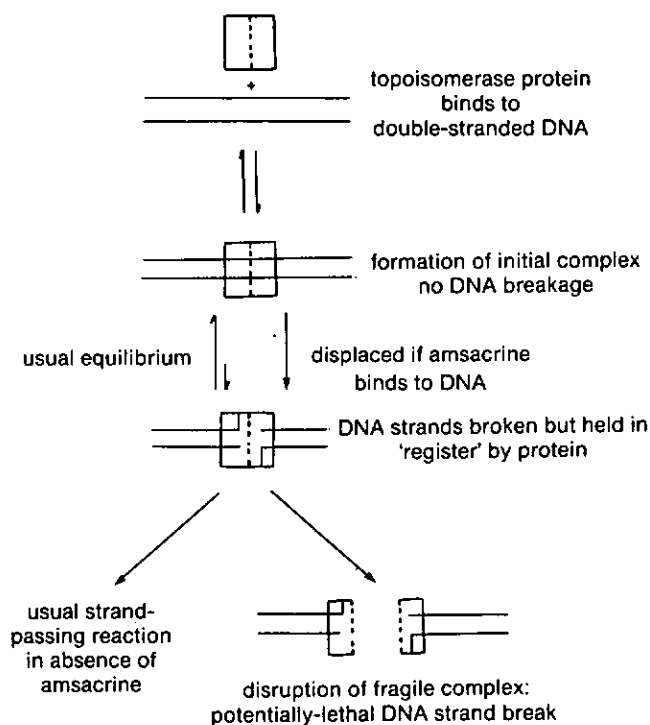 +
topoisomerase protein
binds to
double-stranded DNA
formation of initial complex
no DNA breakage
usual equilibrium
displaced if amsacrine
binds to DNA
DNA strands broken but held in
'register' by protein
usual strand-
passing reaction
in absence of
amsacrine
disruption of fragile complex:
potentially-lethal DNA strand break